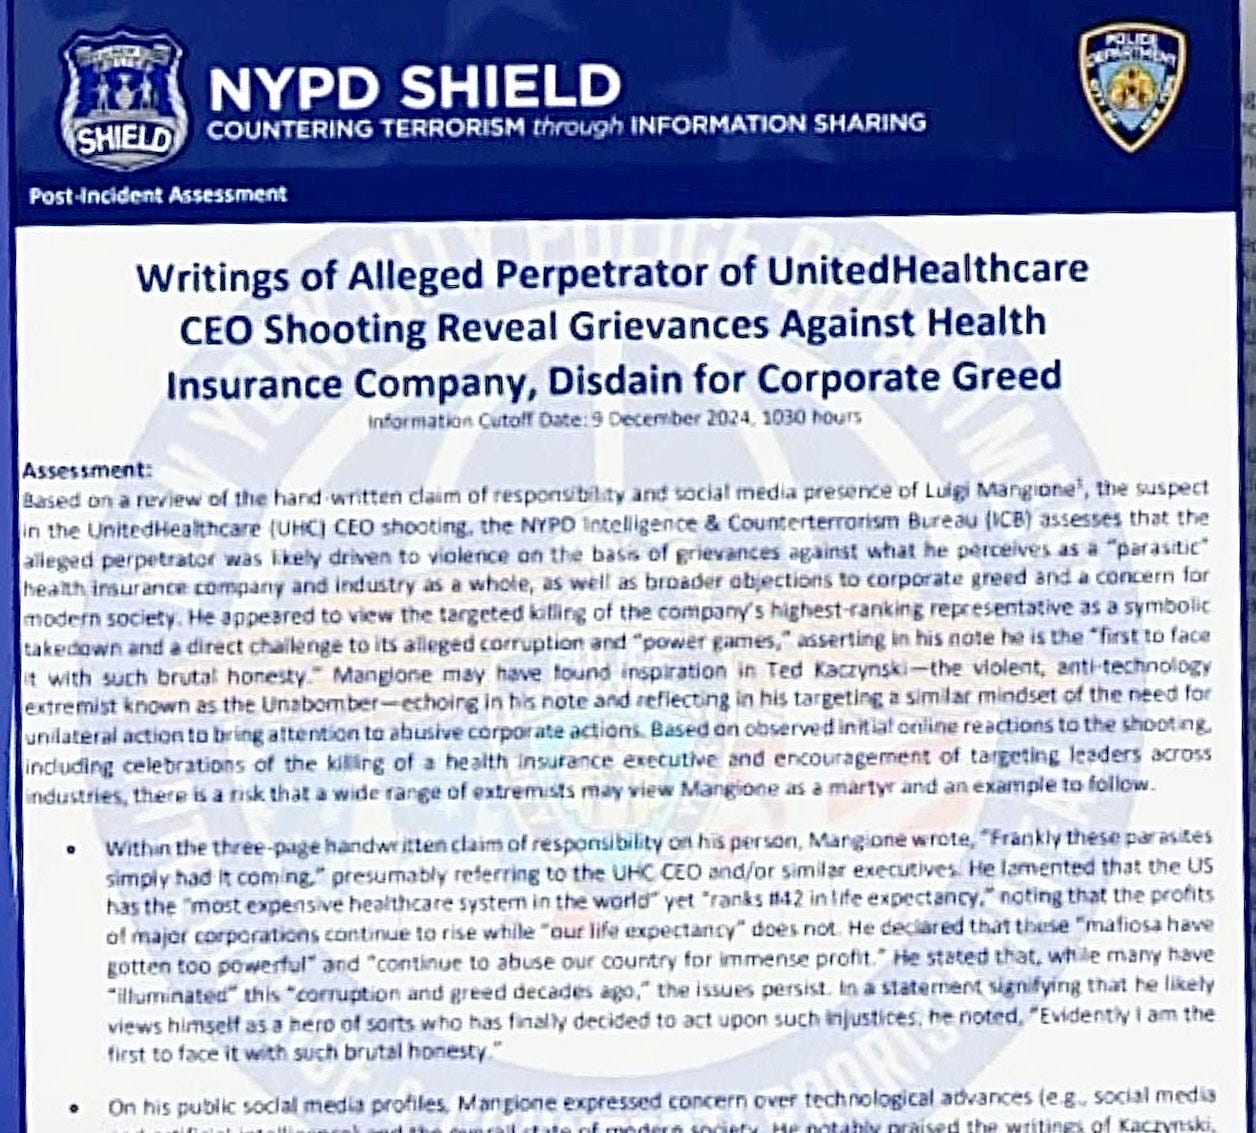 SHIELD
NYPD SHIELD
COUNTERING TERRORISM through INFORMATION SHARING
POLICE
DEPARTMENT
Post-Incident Assessment
Writings of Alleged Perpetrator of UnitedHealthcare
CEO Shooting Reveal Grievances Against Health
Insurance Company, Disdain for Corporate Greed
Information Cutoff Date: 9 December 2024, 1030 hours
Assessment:
Based on a review of the hand-written claim of responsibility and social media presence of Luigi Mangione¹, the suspect
in the UnitedHealthcare (UHC) CEO shooting, the NYPD Intelligence & Counterterrorism Bureau (ICB) assesses that the
alleged perpetrator was likely driven to violence on the basis of grievances against what he perceives as a "parasitic"
health insurance company and industry as a whole, as well as broader objections to corporate greed and a concern for
modern society. He appeared to view the targeted killing of the company's highest-ranking representative as a symbolic
takedown and a direct challenge to its alleged corruption and "power games," asserting in his note he is the "first to face
it with such brutal honesty." Mangione may have found inspiration in Ted Kaczynski—the violent, anti-technology
extremist known as the Unabomber—echoing in his note and reflecting in his targeting a similar mindset of the need for
unilateral action to bring attention to abusive corporate actions. Based on observed initial online reactions to the shooting,
including celebrations of the killing of a health insurance executive and encouragement of targeting leaders across
industries, there is a risk that a wide range of extremists may view Mangione as a martyr and an example to follow.
• Within the three-page handwritten claim of responsibility on his person, Mangione wrote, "Frankly these parasites
simply had it coming," presumably referring to the UHC CEO and/or similar executives. He lamented that the US
has the "most expensive healthcare system in the world" yet "ranks #42 in life expectancy," noting that the profits
of major corporations continue to rise while "our life expectancy" does not. He declared that these "mafiosa have
gotten too powerful" and "continue to abuse our country for immense profit." He stated that, while many have
"illuminated" this "corruption and greed decades ago," the issues persist. In a statement signifying that he likely
views himself as a hero of sorts who has finally decided to act upon such injustices, he noted, "Evidently I am the
first to face it with such brutal honesty."
• On his public social media profiles, Mangione expressed concern over technological advances (e.g., social media
and artificial intelligence) and the overall state of modern society. He notably praised the writings of Kaczynski,